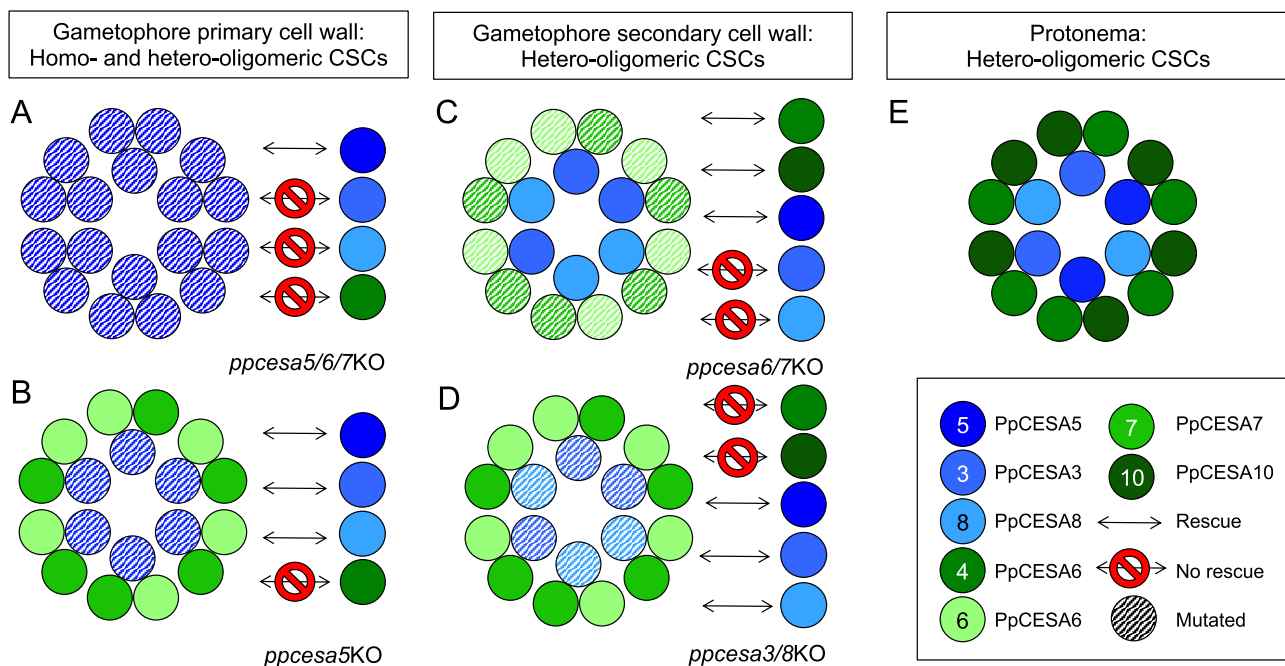 Gametophore primary cell wall:
Homo- and hetero-oligomeric CSCs
Gametophore secondary cell wall:
Hetero-oligomeric CSCs
Protonema:
Hetero-oligomeric CSCs
A
ppcesa5/6/7KO
B
ppcesa5KO
C
ppcesa6/7KO
D
ppcesa3/8KO
E
5 PpCESA5
3 PpCESA3
8 PpCESA8
4 PpCESA6
6 PpCESA6
7 PpCESA7
10 PpCESA10
Rescue
No rescue
Mutated